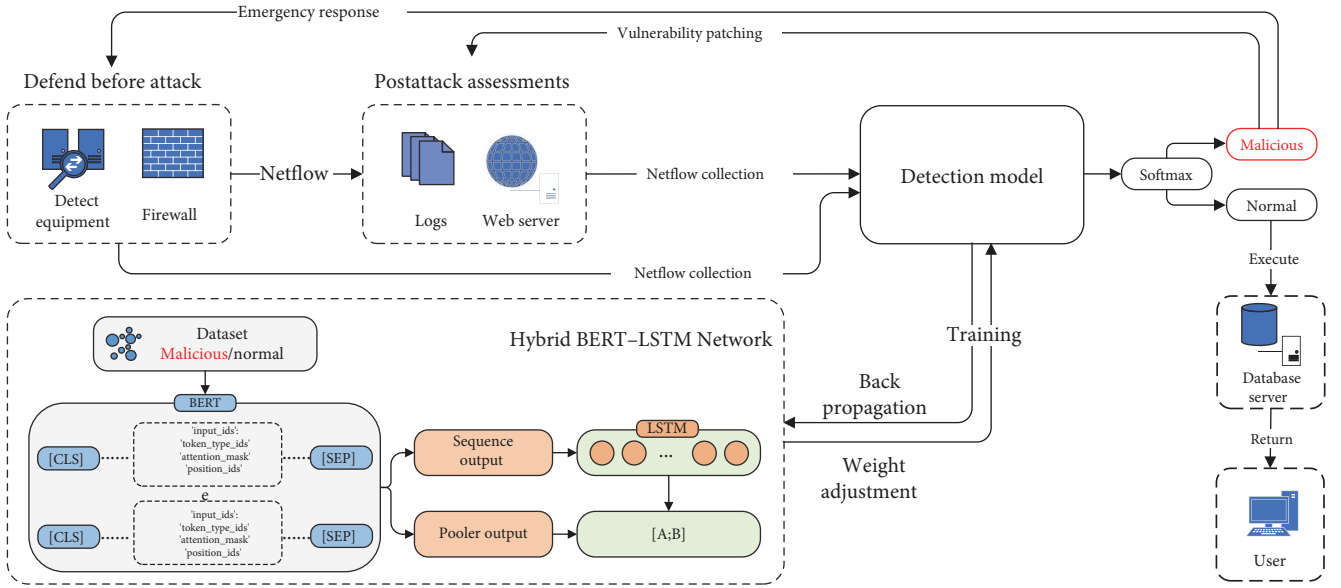 Emergency response
Vulnerability patching
Defend before attack
Postattack assessments
Detect
equipment
Firewall
Netflow
Logs
Web server
Netflow collection
Netflow collection
Detection model
Softmax
Malicious
Normal
Execute
Database
server
Return
User
Training
Back
propagation
Weight
adjustment
Hybrid BERT–LSTM Network
Dataset
Malicious/normal
BERT
[CLS]
'input_ids':
'token_type_ids'
'attention_mask'
'position_ids'
[SEP]
e
[CLS]
'input_ids':
'token_type_ids'
'attention_mask'
'position_ids'
[SEP]
Sequence
output
Pooler output
LSTM
...
[A;B]